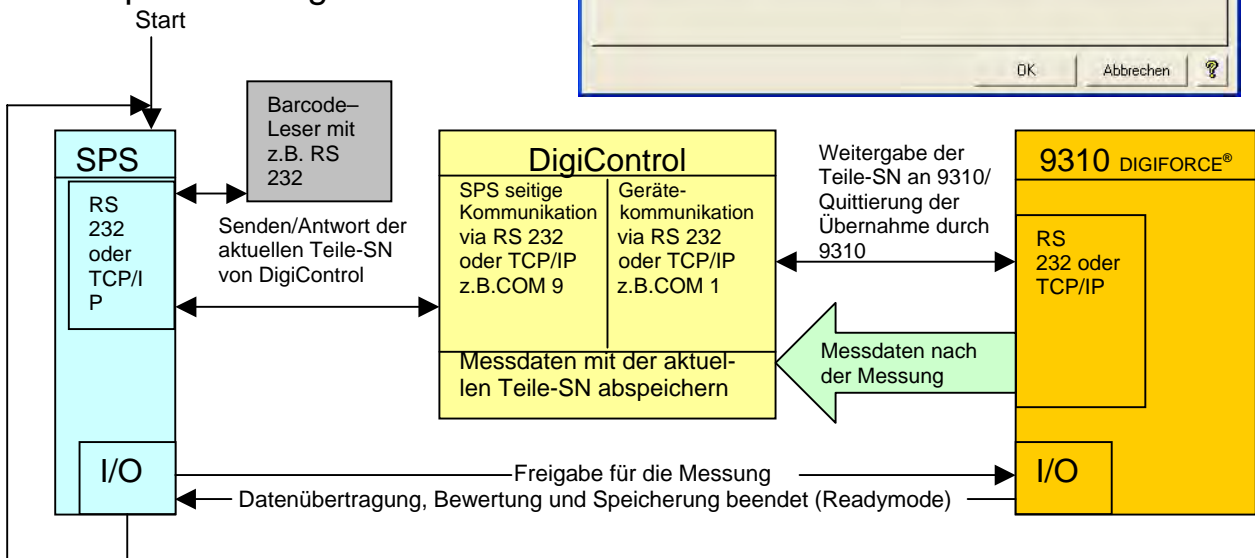 Start
OK Abbrechen ?
SPS
RS
232
oder
TCP/I
P
Barcode–
Leser mit
z.B. RS
232
Senden/Antwort der
aktuellen Teile-SN
von DigiControl
DigiControl
SPS seitige
Kommunikation
via RS 232
oder TCP/IP
z.B.COM 9
Geräte-
kommunikation
via RS 232
oder TCP/IP
z.B.COM 1
Messdaten mit der aktuel-
len Teile-SN abspeichern
Weitergabe der
Teile-SN an 9310/
Quittierung der
Übernahme durch
9310
Messdaten nach
der Messung
9310 DIGIFORCE®
RS
232 oder
TCP/IP
I/O
Freigabe für die Messung
Datenübertragung, Bewertung und Speicherung beendet (Readymode)
I/O